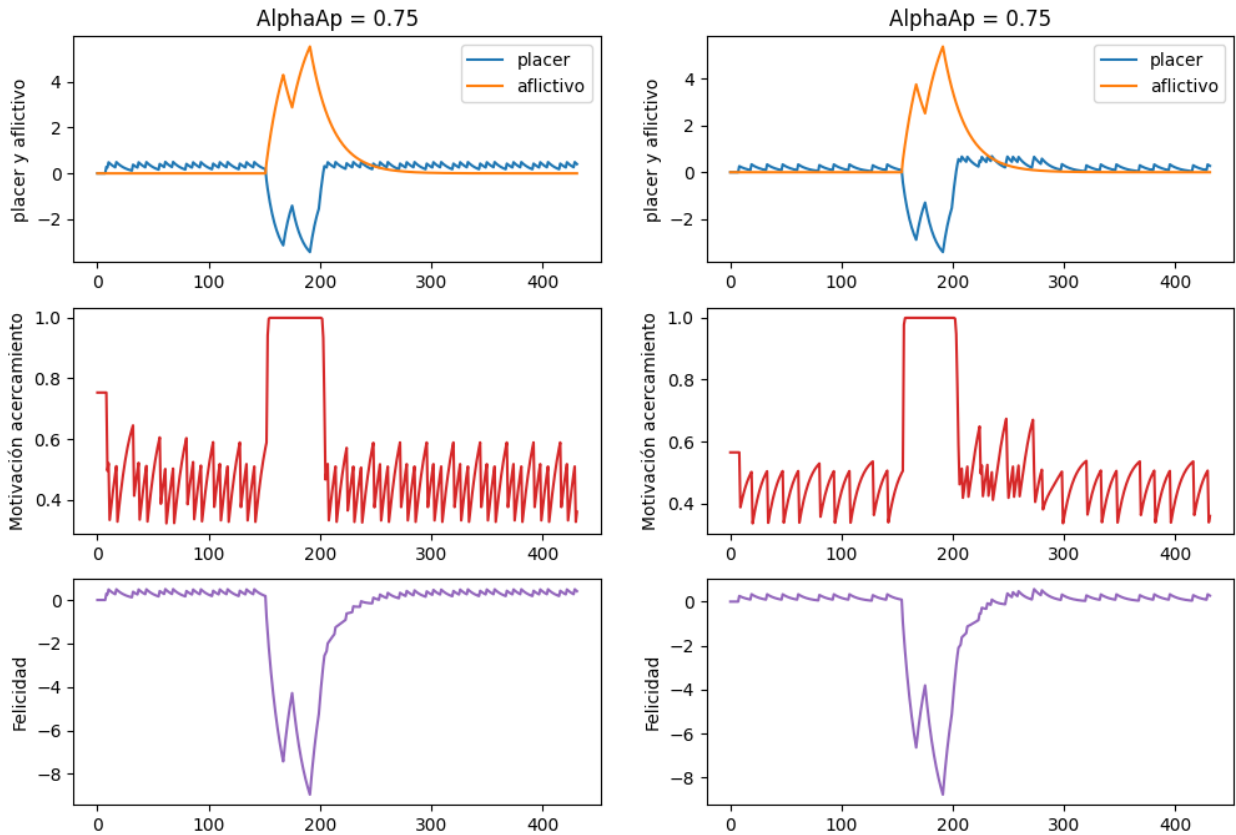 AlphaAp = 0.75
placer y aflictivo
4
2
0
−2
placer
aflictivo
0 100 200 300 400
Motivación acercamiento
1.0
0.8
0.6
0.4
0 100 200 300 400
Felicidad
0
−2
−4
−6
−8
0 100 200 300 400
AlphaAp = 0.75
placer y aflictivo
4
2
0
−2
placer
aflictivo
0 100 200 300 400
Motivación acercamiento
1.0
0.8
0.6
0.4
0 100 200 300 400
Felicidad
0
−2
−4
−6
−8
0 100 200 300 400